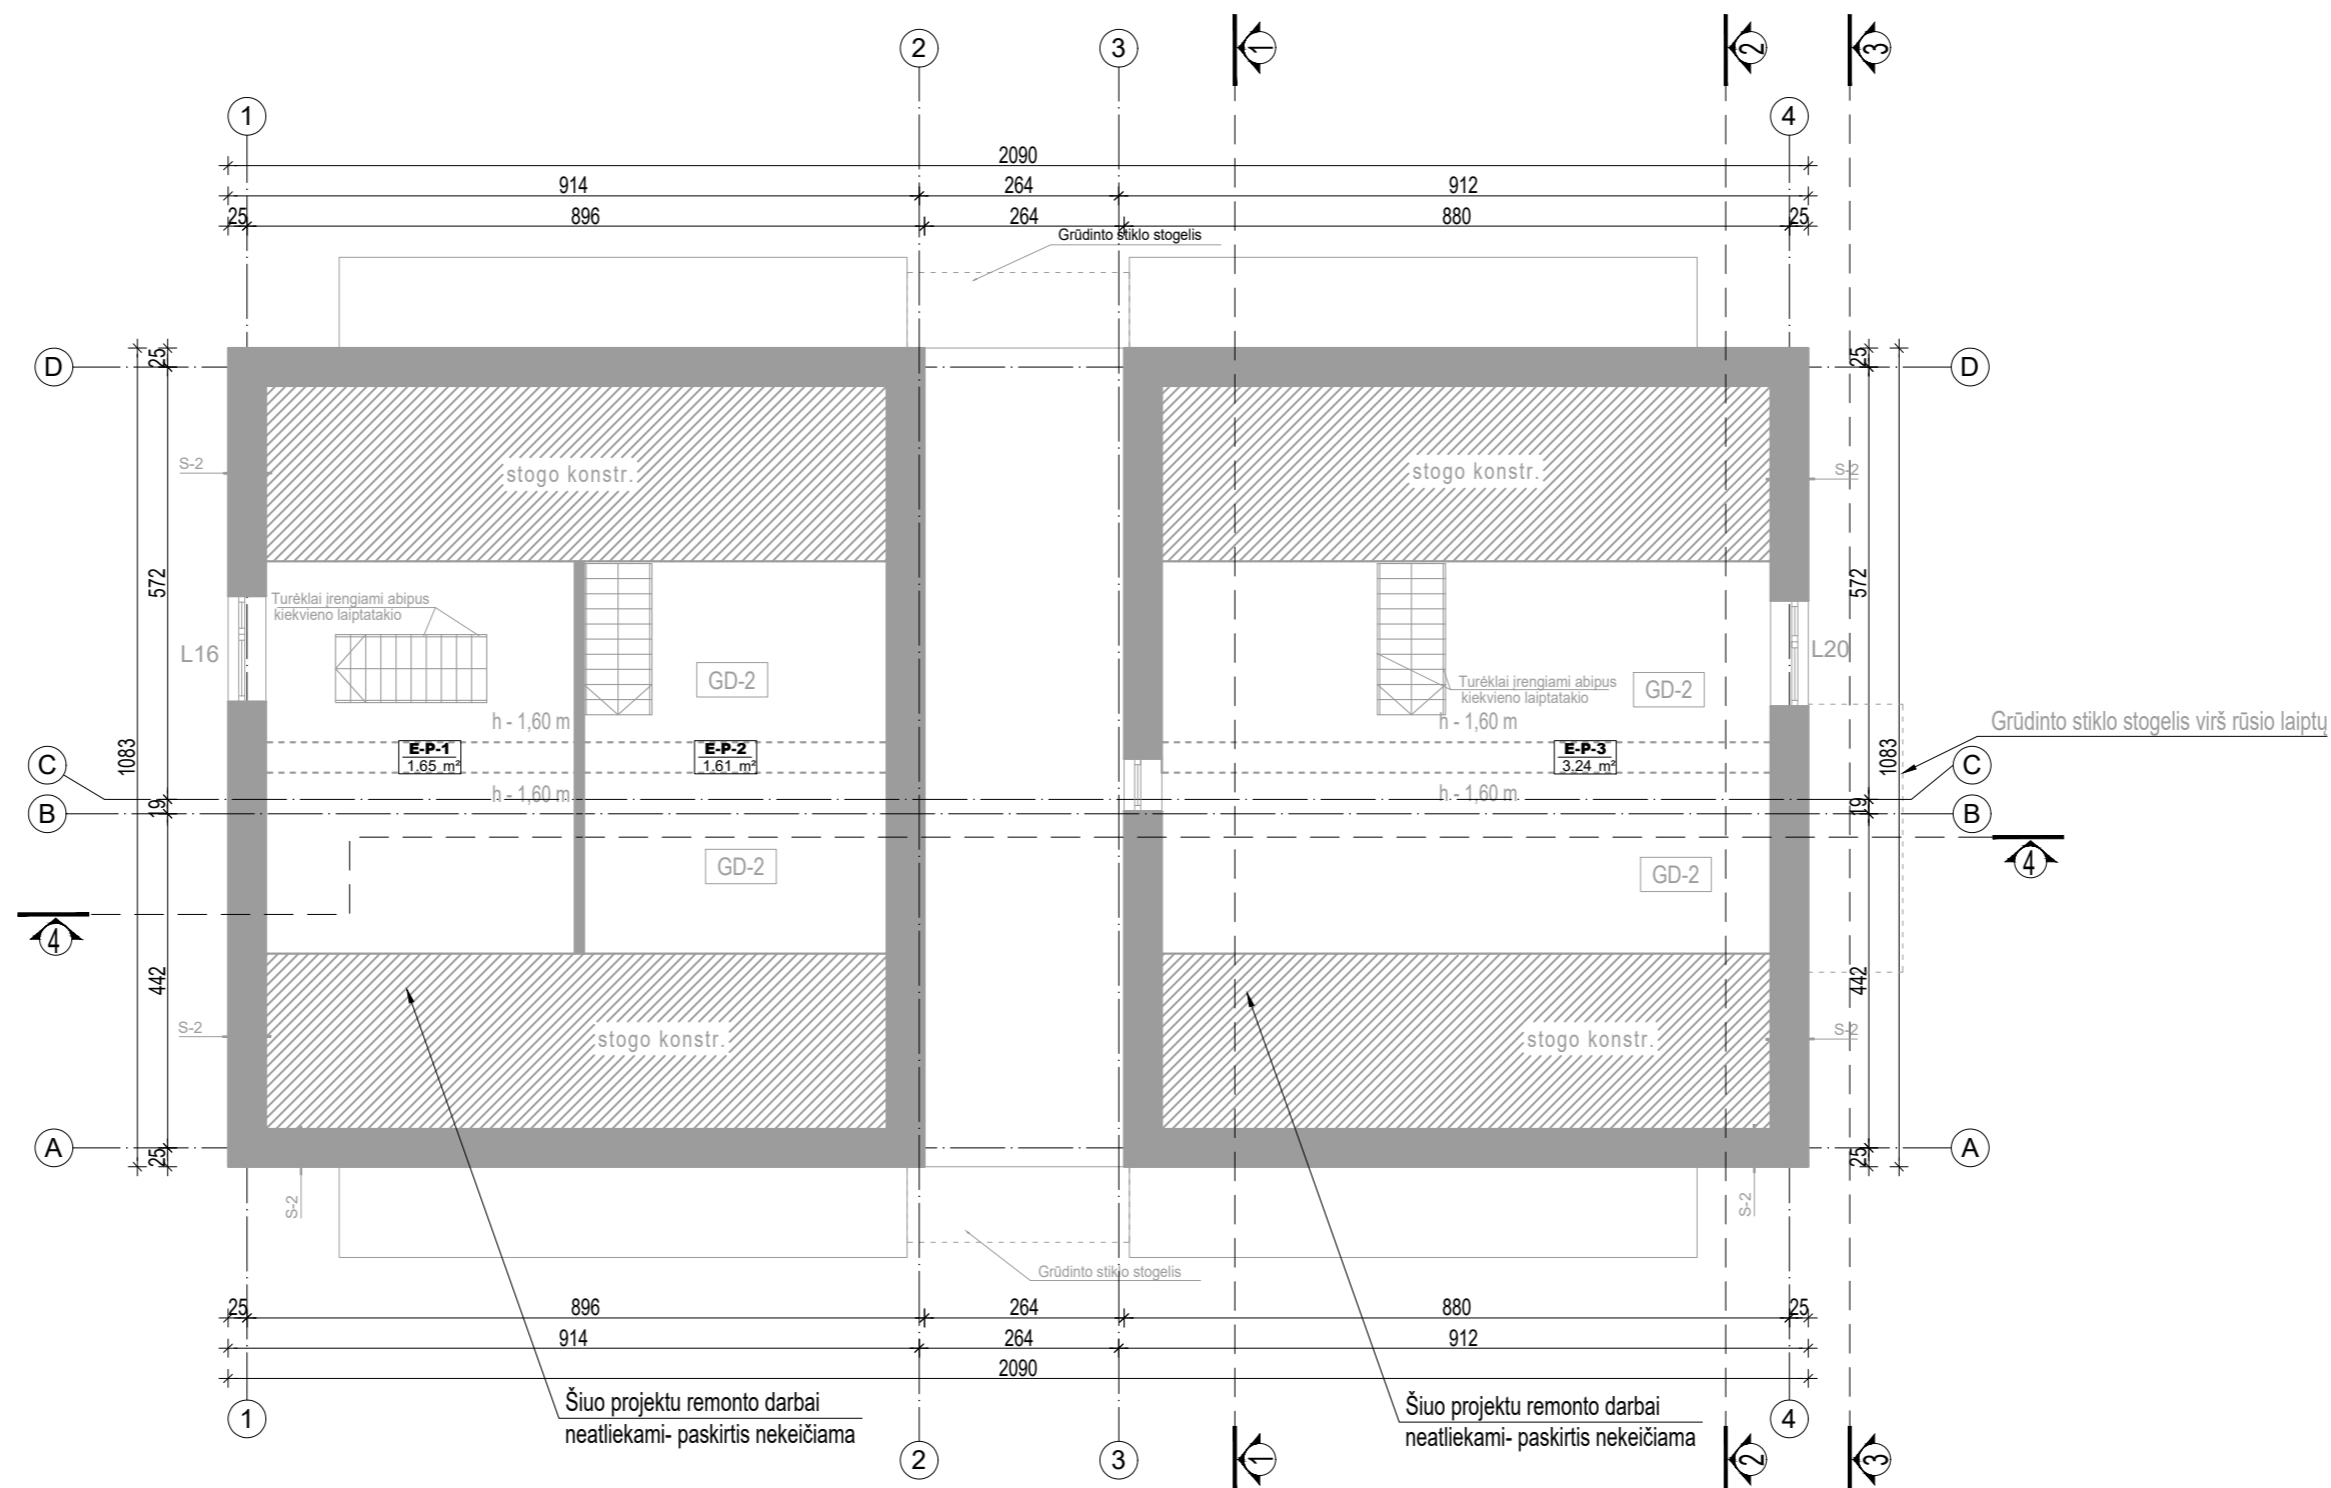 2
3
1
2
3
1
4
2090
914
264
912
25
896
264
880
25
Grūdinto stiklo stogelis
D
25
25
D
stogo konstr.
stogo konstr.
S-2
S-2
572
572
Turėklai įrengiami abipus
kiekvieno laiptatakio
L16
L20
GD-2
Turėklai įrengiami abipus
kiekvieno laiptatakio
GD-2
h - 1,60 m
h - 1,60 m
Grūdinto stiklo stogelis virš rūsio laiptų
1083
E-P-1
1.65 m²
E-P-2
1.61 m²
E-P-3
3.24 m²
1083
C
C
h - 1,60 m
h - 1,60 m
B
19
19
B
GD-2
GD-2
4
4
442
442
S-2
stogo konstr.
stogo konstr.
S-2
A
25
25
A
S-2
S-2
Grūdinto stiklo stogelis
25
896
264
880
25
914
264
912
2090
Šiuo projektu remonto darbai
neatliekami- paskirtis nekeičiama
Šiuo projektu remonto darbai
neatliekami- paskirtis nekeičiama
1
4
2
3
1
2
3